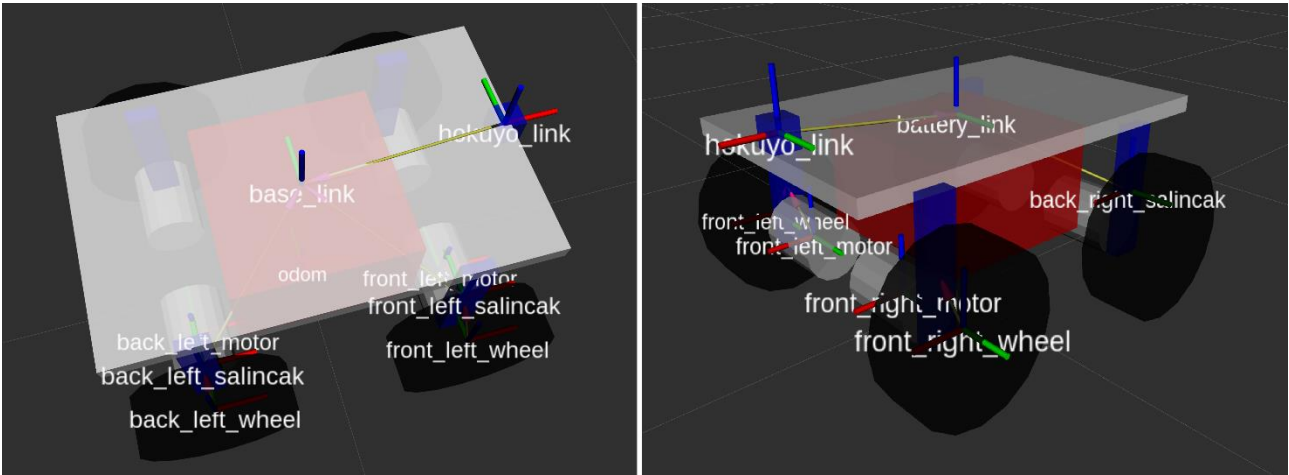 hokuyo_link
base_link
odom
front_left_motor
front_left_salincak
front_left_wheel
back_left_motor
back_left_salincak
back_left_wheel
battery_link
hokuyo_link
back_right_salincak
front_left_wheel
front_left_motor
front_right_motor
front_right_wheel